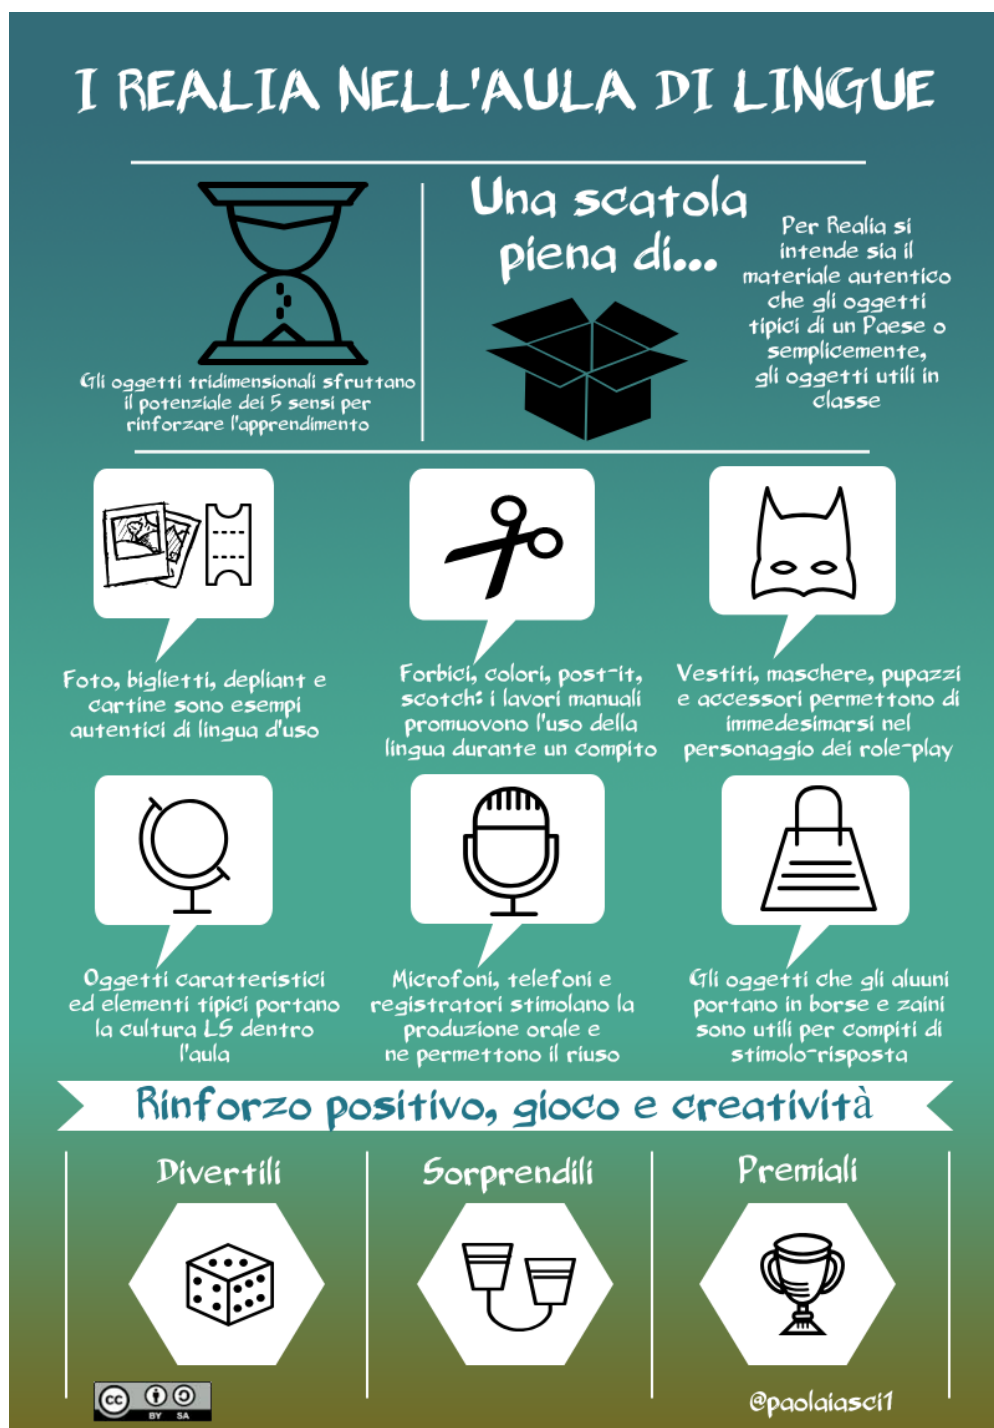 I REALIA NELL'AULA DI LINGUE
Gli oggetti tridimensionali sfruttano
il potenziale dei 5 sensi per
rinforzare l'apprendimento
Una scatola
piena di...
Per Realia si
intende sia il
materiale autentico
che gli oggetti
tipici di un Paese o
semplicemente,
gli oggetti utili in
classe
Foto, biglietti, depliant e
cartine sono esempi
autentici di lingua d'uso
Forbici, colori, post-it,
scotch: i lavori manuali
promuovono l'uso della
lingua durante un compito
Vestiti, maschere, pupazzi
e accessori permettono di
immedesimarsi nel
personaggio dei role-play
Oggetti caratteristici
ed elementi tipici portano
la cultura LS dentro
l'aula
Microfoni, telefoni e
registratori stimolano la
produzione orale e
ne permettono il riuso
Gli oggetti che gli aluuni
portano in borse e zaini
sono utili per compiti di
stimolo-risposta
Rinforzo positivo, gioco e creatività
Divertili
Sorprendili
Premiali
cc BY SA
@paolaiasci1